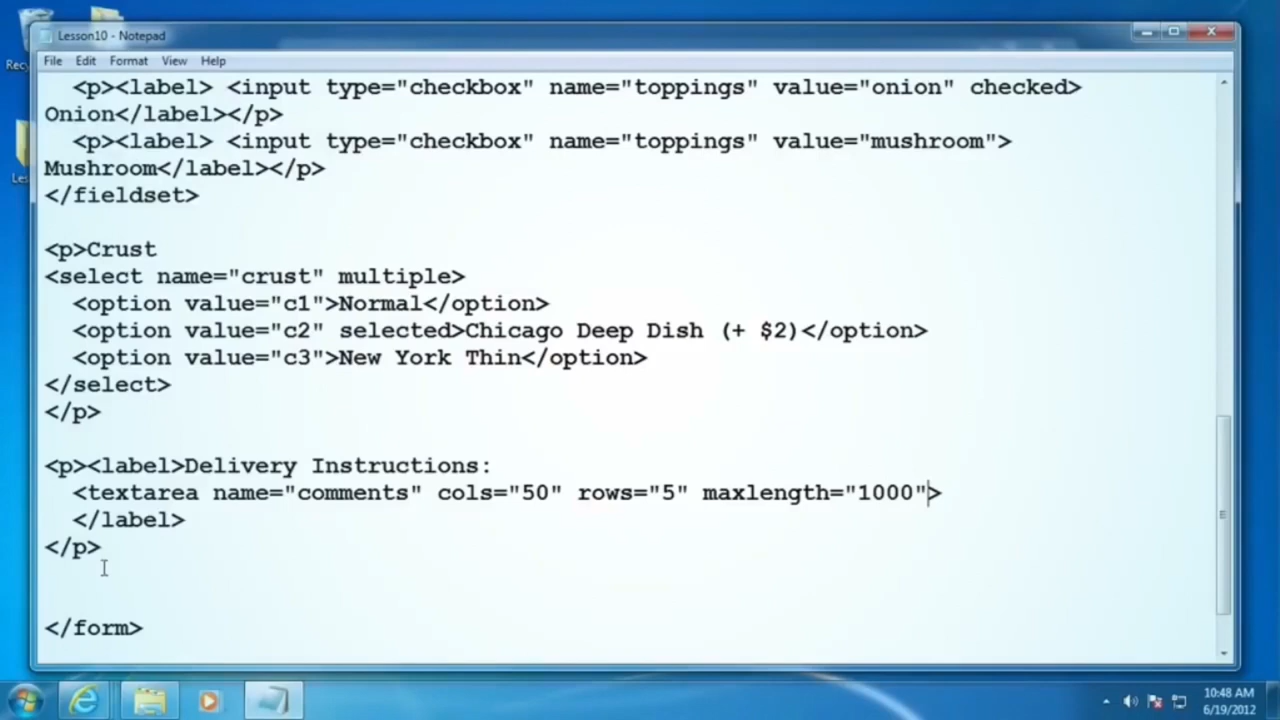 Lesson10 - Notepad
File Edit Format View Help
<p><label> <input type="checkbox" name="toppings" value="onion" checked>
Onion</label></p>
<p><label> <input type="checkbox" name="toppings" value="mushroom">
Mushroom</label></p>
</fieldset>
<p>Crust
<select name="crust" multiple>
<option value="c1">Normal</option>
<option value="c2" selected>Chicago Deep Dish (+ $2)</option>
<option value="c3">New York Thin</option>
</select>
</p>
<p><label>Delivery Instructions:
<textarea name="comments" cols="50" rows="5" maxlength="1000">
</label>
</p>
</form>
10:48 AM
6/19/2012